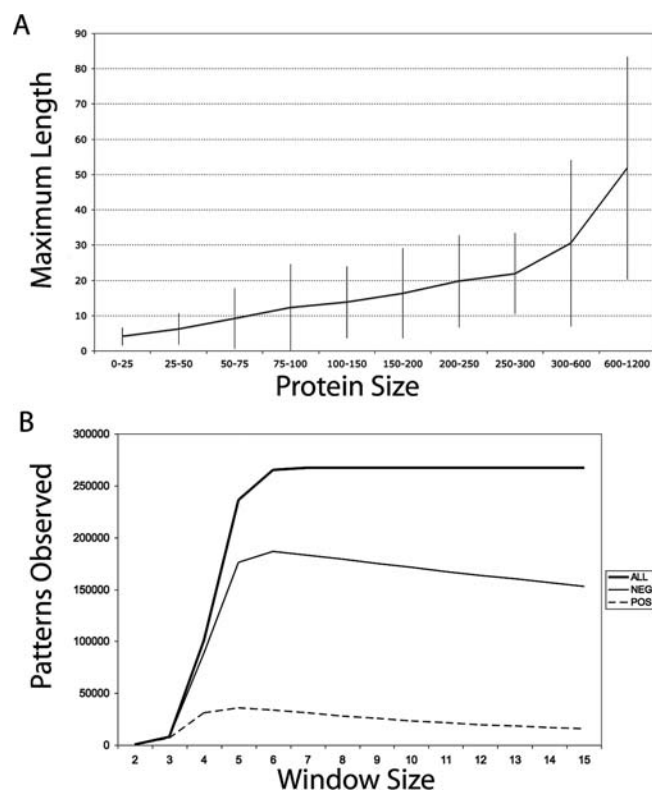 A
90
80
70
60
50
40
30
20
10
0
Maximum Length
0-25 25-50 50-75 75-100 100-150 150-200 200-250 250-300 300-600 600-1200
Protein Size
B
300000
250000
200000
150000
100000
50000
0
Patterns Observed
2 3 4 5 6 7 8 9 10 11 12 13 14 15
Window Size
ALL
NEG
POS